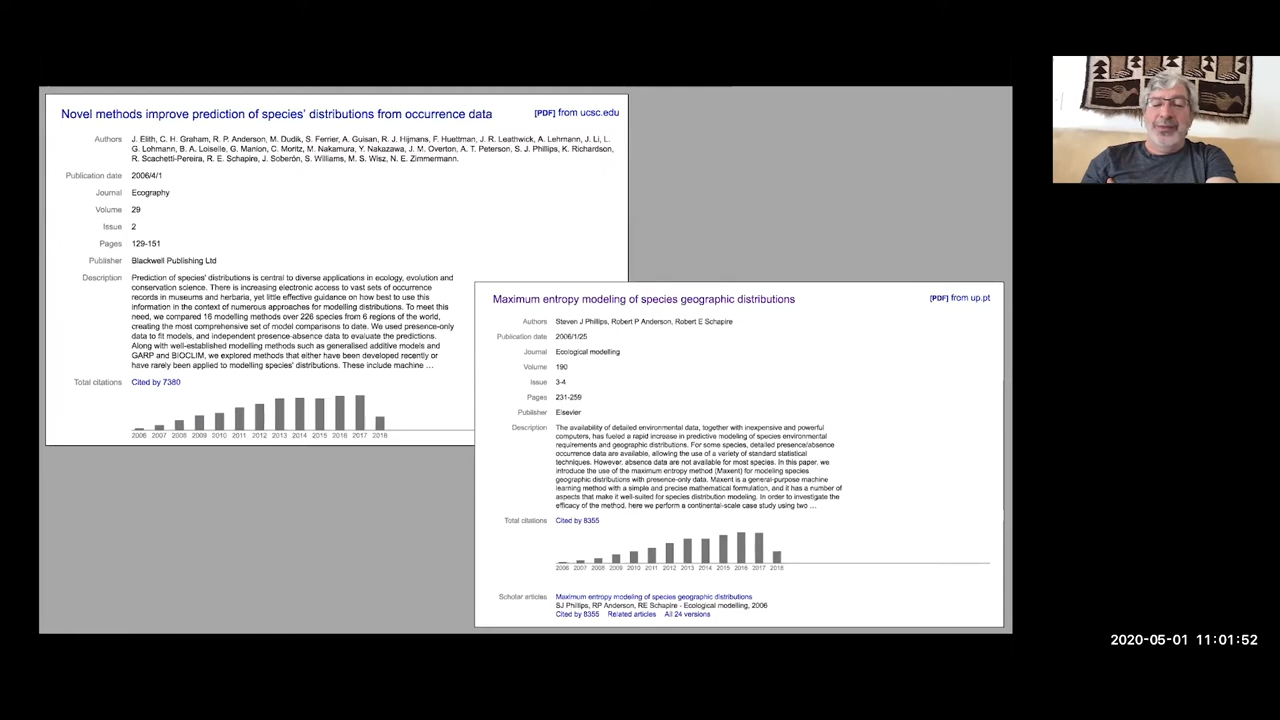 Novel methods improve prediction of species' distributions from occurrence data
[PDF] from ucsc.edu
Authors J. Elith, C. H. Graham, R. P. Anderson, M. Dudik, S. Ferrier, A. Guisan, R. J. Hijmans, F. Huettman, J. R. Leathwick, A. Lehrmann, J. Li, L.
G. Lohmann, B. A. Loiselle, G. Manion, C. Moritz, M. Nakamura, Y. Nakazawa, J. M. Overton, A. T. Peterson, S. J. Phillips, K. Richardson,
R. Scachetti-Pereira, R. E. Schapire, J. Soberón, S. Williams, M. S. Wisz, N. E. Zimmermann.
Publication date 2006/4/1
Journal Ecography
Volume 29
Issue 2
Pages 129-151
Publisher Blackwell Publishing Ltd
Description Prediction of species' distributions is central to diverse applications in ecology, evolution and
conservation science. There is increasing electronic access to vast sets of occurrence
records in museums and herbaria, yet little effective guidance on how best to use this
information in the context of numerous approaches for modelling distributions. To meet this
need, we compared 16 modelling methods over 226 species from 6 regions of the world,
creating the most comprehensive set of model comparisons to date. We used presence-only
data to fit models, and independent presence-absence data to evaluate the predictions.
Along with well-established modelling methods such as generalised additive models and
GARP and BIOCLIM, we explored methods that either have been developed recently or
have rarely been applied to modelling species' distributions. These include machine ...
Total citations Cited by 7380
2006 2007 2008 2009 2010 2011 2012 2013 2014 2015 2016 2017 2018
Maximum entropy modeling of species geographic distributions
[PDF] from up.pt
Authors Steven J Phillips, Robert P Anderson, Robert E Schapire
Publication date 2006/1/25
Journal Ecological modelling
Volume 190
Issue 3-4
Pages 231-259
Publisher Elsevier
Description The availability of detailed environmental data, together with inexpensive and powerful
computers, has fueled a rapid increase in predictive modeling of species environmental
requirements and geographic distributions. For some species, detailed presence/absence
occurrence data are available, allowing the use of a variety of standard statistical
techniques. However, absence data are not available for most species. In this paper, we
introduce the use of the maximum entropy method (Maxent) for modeling species
geographic distributions with presence-only data. Maxent is a general-purpose machine
learning method with a simple and precise mathematical formulation, and it has a number of
aspects that make it well-suited for species distribution modeling. In order to investigate the
efficacy of the method, here we perform a continental-scale case study using two ...
Total citations Cited by 8355
2006 2007 2008 2009 2010 2011 2012 2013 2014 2015 2016 2017 2018
Scholar articles Maximum entropy modeling of species geographic distributions
SJ Phillips, RP Anderson, RE Schapire - Ecological modelling, 2006
Cited by 8355 Related articles All 24 versions
2020-05-01 11:01:52